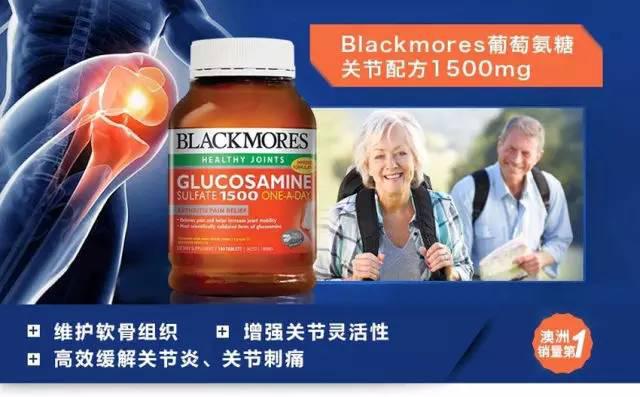 Blackmores葡萄氨糖
关节配方1500mg
BLACKMORES
HEALTHY JOINTS
GLUCOSAMINE
SULFATE 1500 ONE-A-DAY
ARTHRITIS PAIN RELIEF
维护软骨组织
增强关节灵活性
高效缓解关节炎、关节刺痛
澳洲
销量第1